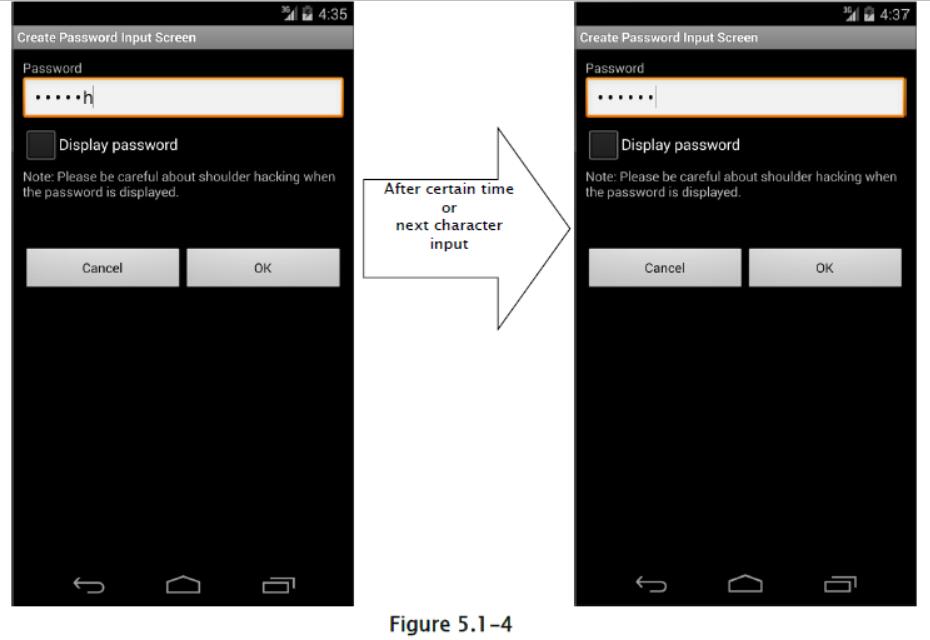 3G 4:35
Create Password Input Screen
Password
•••••h
Display password
Note: Please be careful about shoulder hacking when
the password is displayed.
Cancel OK
After certain time
or
next character
input
3G 4:37
Create Password Input Screen
Password
••••••
Display password
Note: Please be careful about shoulder hacking when
the password is displayed.
Cancel OK
Figure 5.1-4